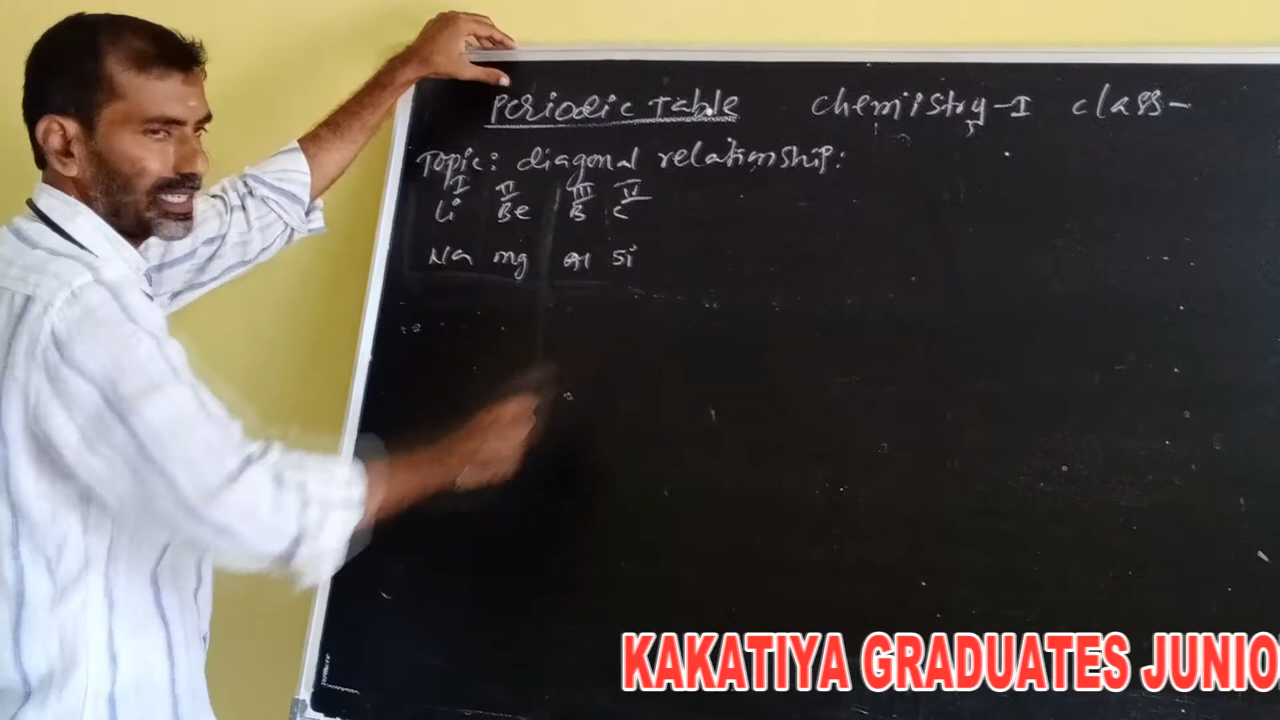 Periodic Table Chemistry-I class-
Topic: diagonal relationship:
I II III IV
Li Be B C
Na mg Al Si
KAKATIYA GRADUATES JUNIO